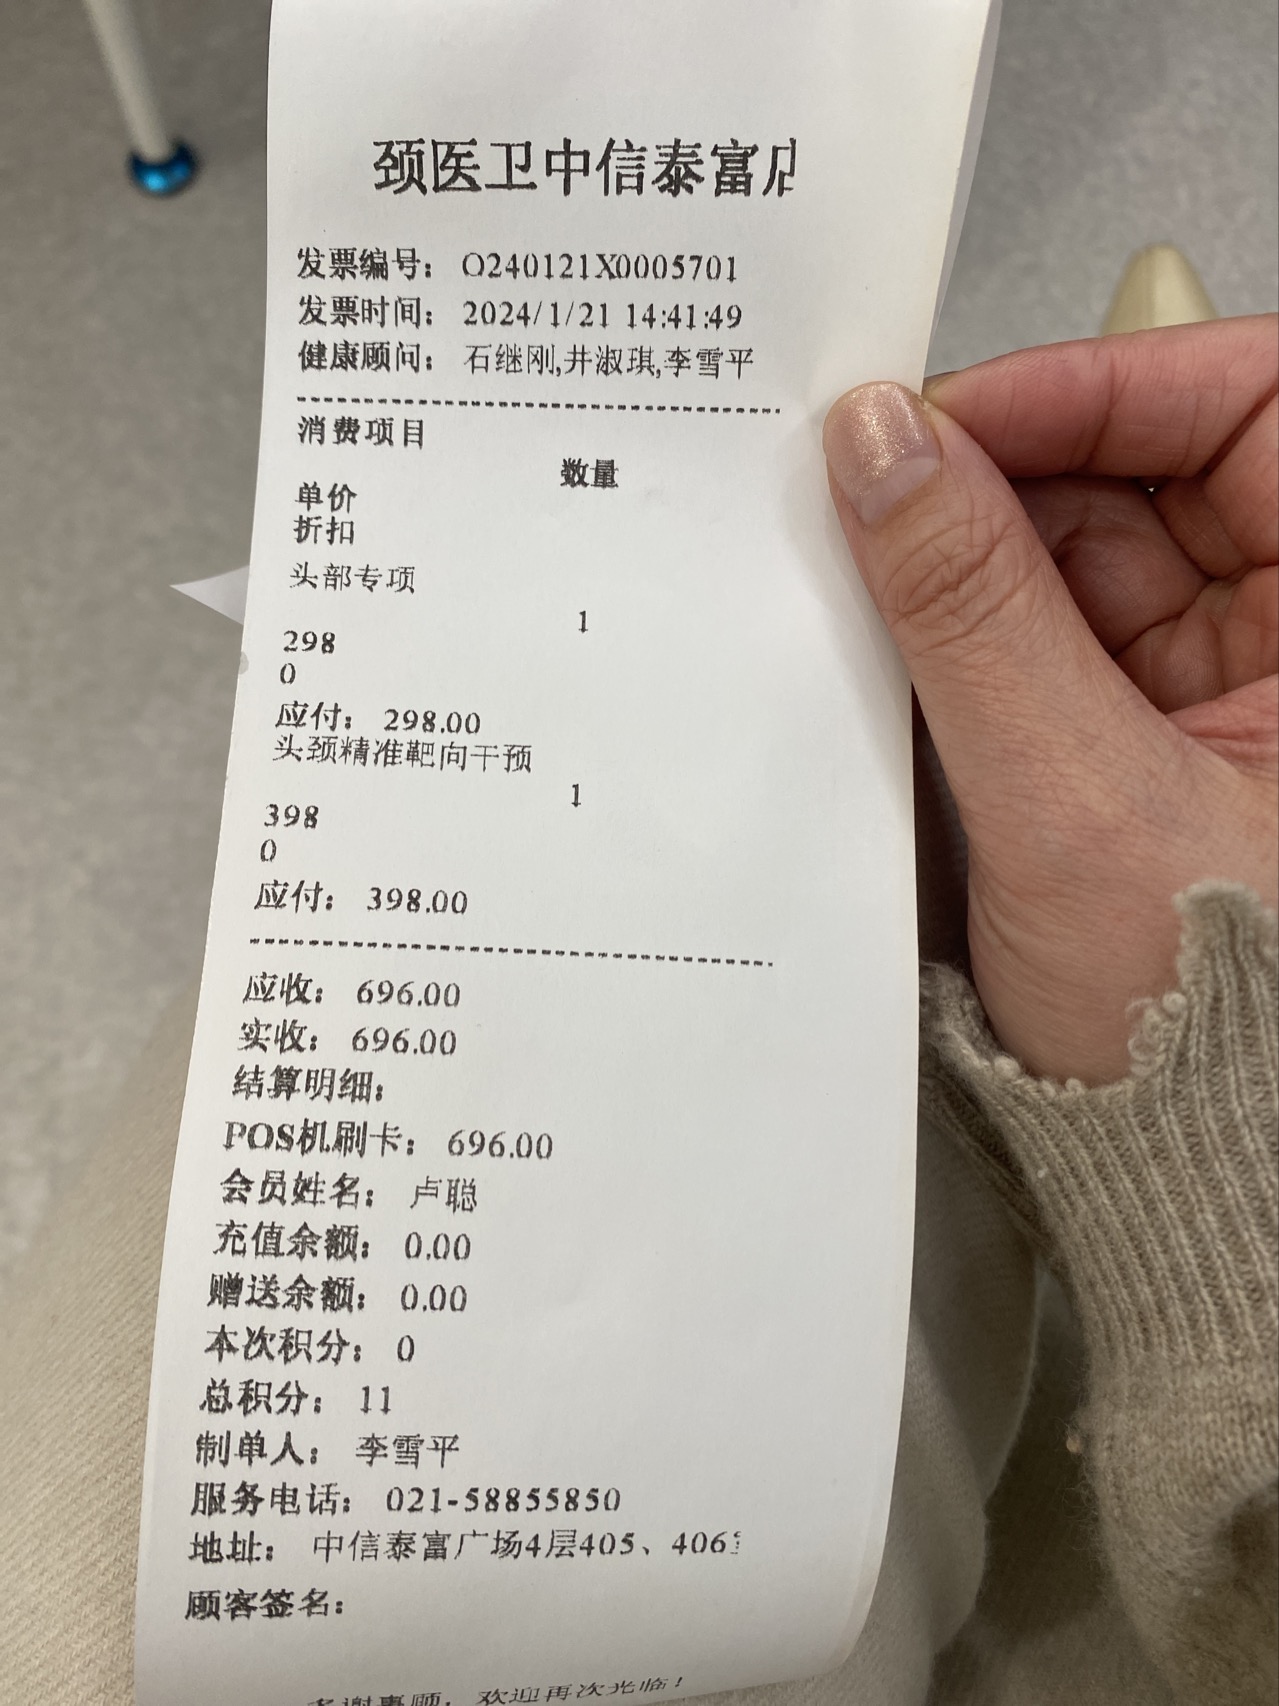 颈医卫中信泰富店
发票编号： O240121X0005701
发票时间： 2024/1/21 14:41:49
健康顾问： 石继刚,井淑琪,李雪平
消费项目
数量
单价
折扣
头部专项
1
298
0
应付： 298.00
头颈精准靶向干预
1
398
0
应付： 398.00
应收： 696.00
实收： 696.00
结算明细：
POS机刷卡： 696.00
会员姓名： 卢聪
充值余额： 0.00
赠送余额： 0.00
本次积分： 0
总积分： 11
制单人： 李雪平
服务电话： 021-58855850
地址： 中信泰富广场4层405、406
顾客签名：
多谢惠顾，欢迎再次光临！